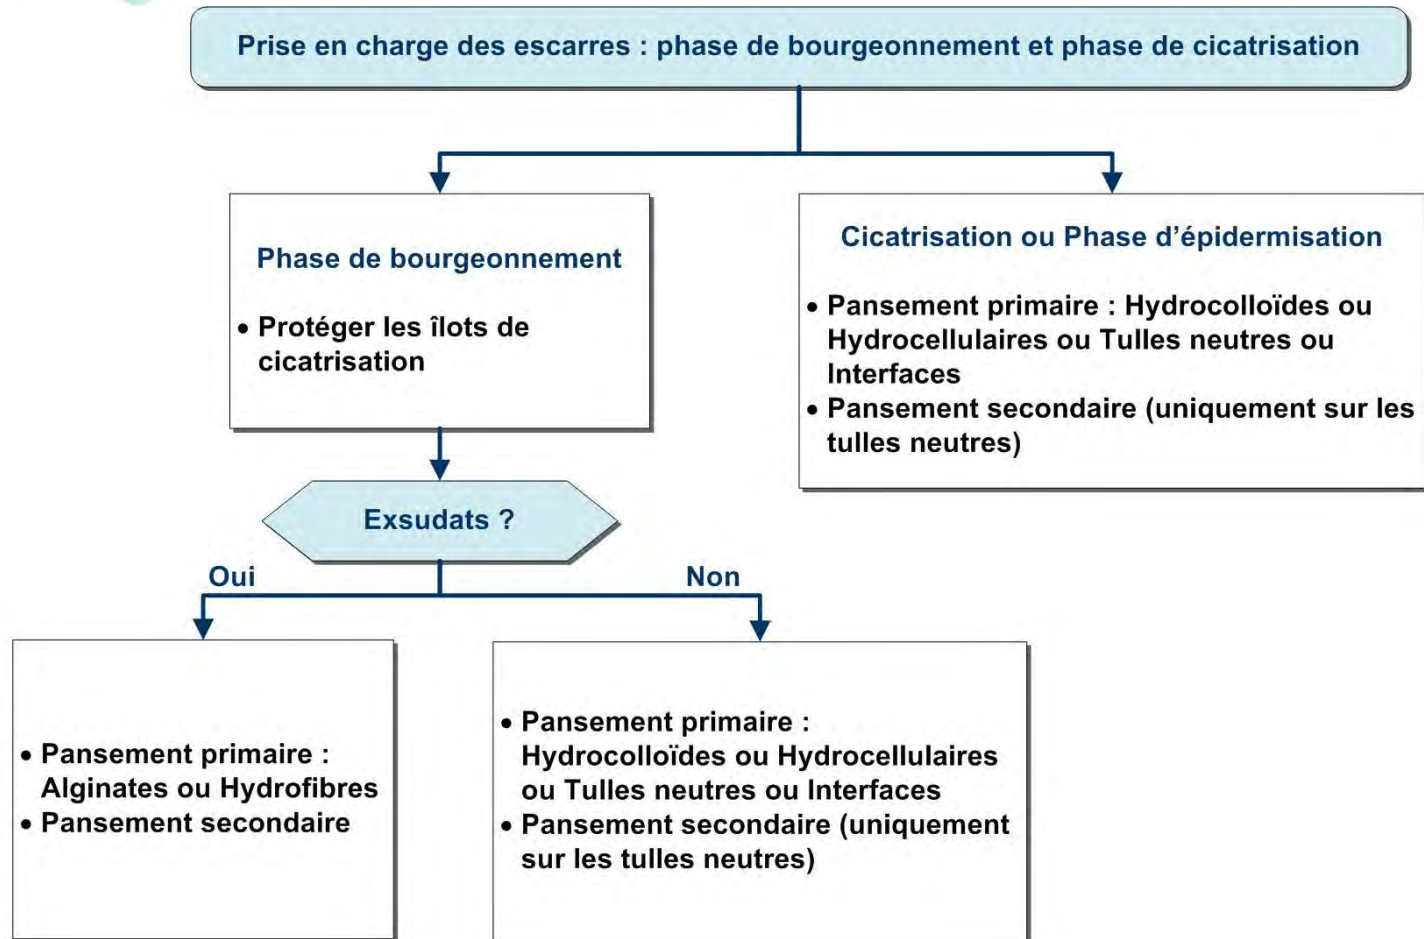 Prise en charge des escarres : phase de bourgeonnement et phase de cicatrisation
Phase de bourgeonnement
• Protéger les îlots de
cicatrisation
Cicatrisation ou Phase d'épidermisation
• Pansement primaire : Hydrocolloïdes ou
Hydrocellulaires ou Tulles neutres ou
Interfaces
• Pansement secondaire (uniquement sur les
tulles neutres)
Exsudats ?
Oui
Non
• Pansement primaire :
Alginates ou Hydrofibres
• Pansement secondaire
• Pansement primaire :
Hydrocolloïdes ou Hydrocellulaires
ou Tulles neutres ou Interfaces
• Pansement secondaire (uniquement
sur les tulles neutres)